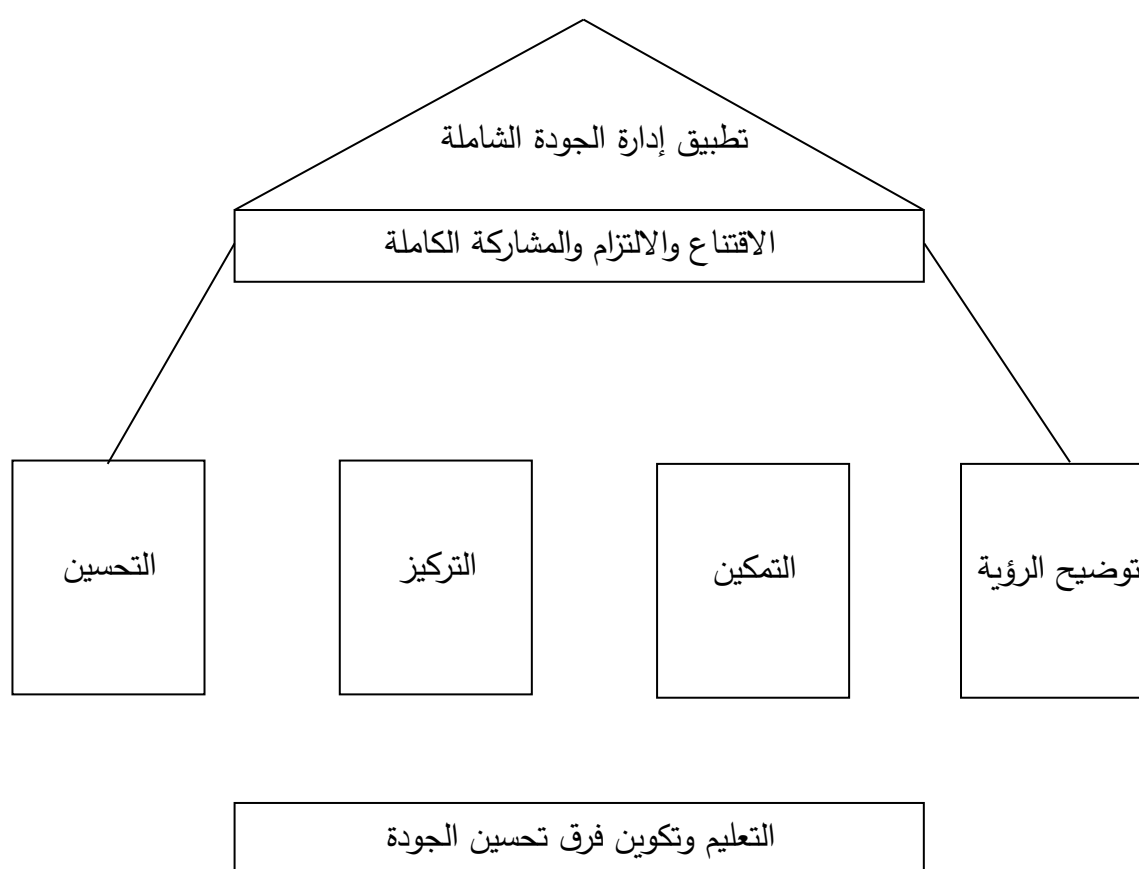 تطبيق إدارة الجودة الشاملة
الاقتناع والالتزام والمشاركة الكاملة
توضيح الرؤية
التمكين
التركيز
التحسين
التعليم وتكوين فرق تحسين الجودة